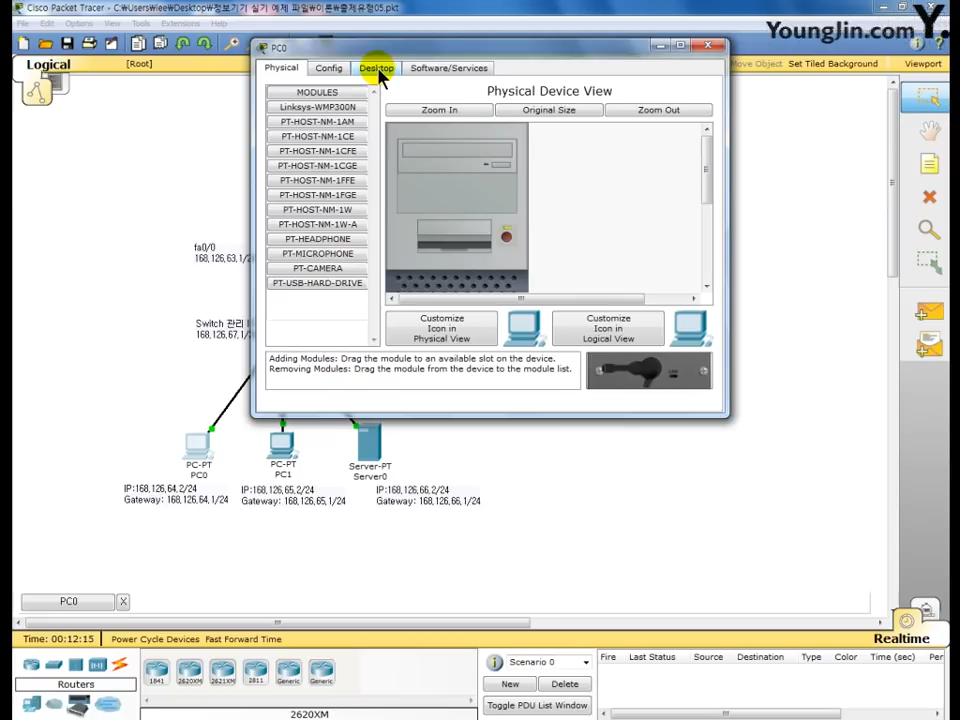 Cisco Packet Tracer - C:\Users\lee\Desktop\정보기기 실기 예제 파일\이론\출제유형05.pkt
File Edit Options View Tools Extensions Help
YoungJin.com Y.
Logical
[Root]
Move Object
Set Tiled Background
Viewport
PC0
Physical Config Desktop Software/Services
MODULES
Linksys-WMP300N
PT-HOST-NM-1AM
PT-HOST-NM-1CE
PT-HOST-NM-1CFE
PT-HOST-NM-1CGE
PT-HOST-NM-1FFE
PT-HOST-NM-1FGE
PT-HOST-NM-1W
PT-HOST-NM-1W-A
PT-HEADPHONE
PT-MICROPHONE
PT-CAMERA
PT-USB-HARD-DRIVE
Physical Device View
Zoom In
Original Size
Zoom Out
Customize
Icon in
Physical View
Customize
Icon in
Logical View
Adding Modules: Drag the module to an available slot on the device.
Removing Modules: Drag the module from the device to the module list.
fa0/0
168,126,63,1/2
Switch 관리
168,126,67,1/
PC-PT
PC0
PC-PT
PC1
Server-PT
Server0
IP:168,126,64,2/24
Gateway: 168,126,64,1/24
IP:168,126,65,2/24
Gateway: 168,126,65,1/24
IP:168,126,66,2/24
Gateway: 168,126,66,1/24
PC0 X
Time: 00:12:15
Power Cycle Devices Fast Forward Time
Realtime
Routers
1841
2620XM
2621XM
2811
Generic
Generic
2620XM
Scenario 0
New
Delete
Toggle PDU List Window
Fire Last Status Source Destination Type Color Time (sec) Per